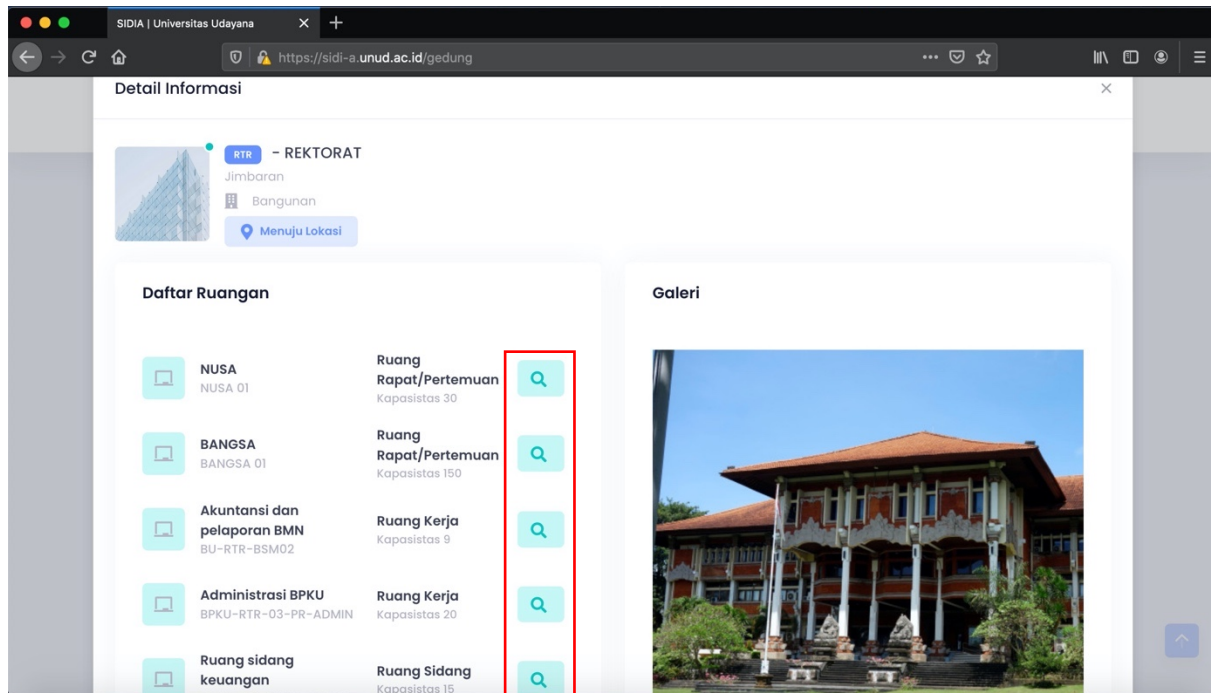 SIDIA | Universitas Udayana
https://sidi-a.unud.ac.id/gedung
Detail Informasi
RTR - REKTORAT
Jimbaran
Bangunan
Menuju Lokasi
Daftar Ruangan
NUSA
NUSA 01
Ruang
Rapat/Pertemuan
Kapasistas 30
BANGSA
BANGSA 01
Ruang
Rapat/Pertemuan
Kapasistas 150
Akuntansi dan
pelaporan BMN
BU-RTR-BSM02
Ruang Kerja
Kapasistas 9
Administrasi BPKU
BPKU-RTR-03-PR-ADMIN
Ruang Kerja
Kapasistas 20
Ruang sidang
keuangan
Ruang Sidang
Kapasistas 15
Galeri